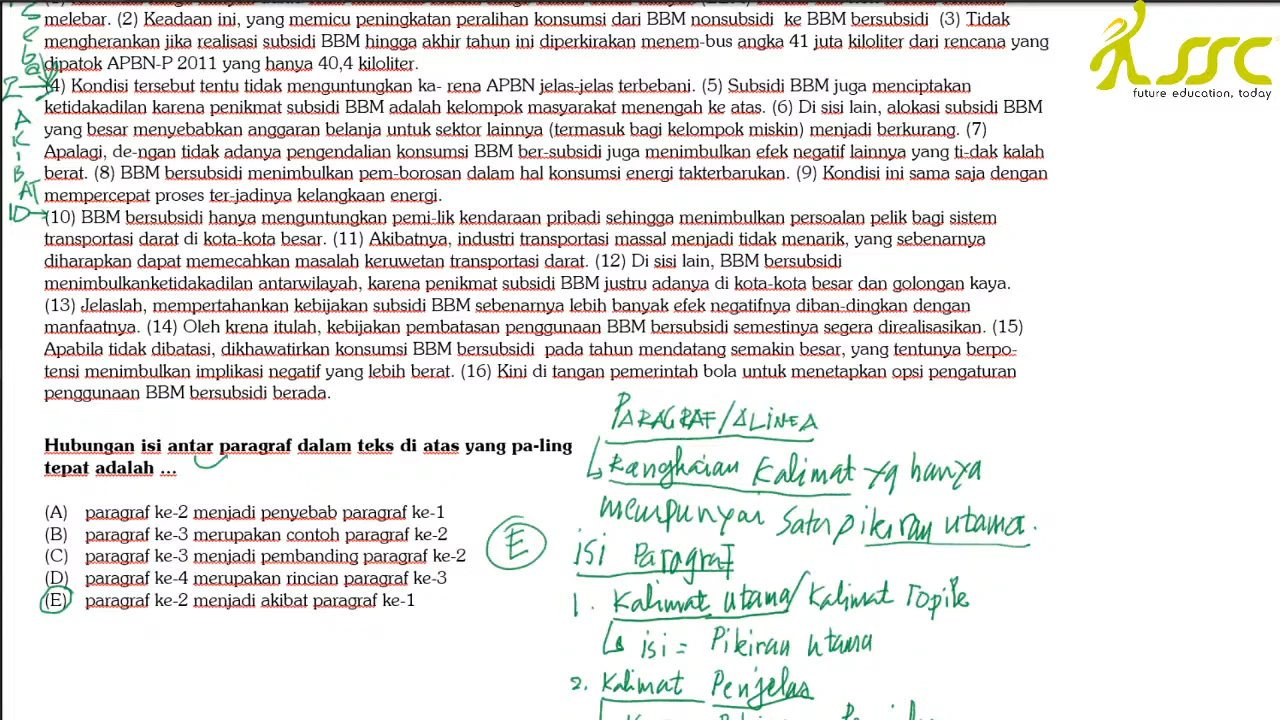 melebar. (2) Keadaan ini, yang memicu peningkatan peralihan konsumsi dari BBM nonsubsidi ke BBM bersubsidi (3) Tidak
mengherankan jika realisasi subsidi BBM hingga akhir tahun ini diperkirakan menem-bus angka 41 juta kiloliter dari rencana yang
dipatok APBN-P 2011 yang hanya 40,4 kiloliter.
(4) Kondisi tersebut tentu tidak menguntungkan ka- rena APBN jelas-jelas terbebani. (5) Subsidi BBM juga menciptakan
ketidakadilan karena penikmat subsidi BBM adalah kelompok masyarakat menengah ke atas. (6) Di sisi lain, alokasi subsidi BBM
yang besar menyebabkan anggaran belanja untuk sektor lainnya (termasuk bagi kelompok miskin) menjadi berkurang. (7)
Apalagi, de-ngan tidak adanya pengendalian konsumsi BBM ber-subsidi juga menimbulkan efek negatif lainnya yang ti-dak kalah
berat. (8) BBM bersubsidi menimbulkan pem-borosan dalam hal konsumsi energi takterbarukan. (9) Kondisi ini sama saja dengan
mempercepat proses ter-jadinya kelangkaan energi.
(10) BBM bersubsidi hanya menguntungkan pemi-lik kendaraan pribadi sehingga menimbulkan persoalan pelik bagi sistem
transportasi darat di kota-kota besar. (11) Akibatnya, industri transportasi massal menjadi tidak menarik, yang sebenarnya
diharapkan dapat memecahkan masalah keruwetan transportasi darat. (12) Di sisi lain, BBM bersubsidi
menimbulkanketidakadilan antarwilayah, karena penikmat subsidi BBM justru adanya di kota-kota besar dan golongan kaya.
(13) Jelaslah, mempertahankan kebijakan subsidi BBM sebenarnya lebih banyak efek negatifnya diban-dingkan dengan
manfaatnya. (14) Oleh krena itulah, kebijakan pembatasan penggunaan BBM bersubsidi semestinya segera direalisasikan. (15)
Apabila tidak dibatasi, dikhawatirkan konsumsi BBM bersubsidi pada tahun mendatang semakin besar, yang tentunya berpo-
tensi menimbulkan implikasi negatif yang lebih berat. (16) Kini di tangan pemerintah bola untuk menetapkan opsi pengaturan
penggunaan BBM bersubsidi berada.
Hubungan isi antar paragraf dalam teks di atas yang pa-ling
tepat adalah ...
(A) paragraf ke-2 menjadi penyebab paragraf ke-1
(B) paragraf ke-3 merupakan contoh paragraf ke-2
(C) paragraf ke-3 menjadi pembanding paragraf ke-2
(D) paragraf ke-4 merupakan rincian paragraf ke-3
(E) paragraf ke-2 menjadi akibat paragraf ke-1
E
AKIBAT
PARAGRAF/ALINEA
Rangkaian Kalimat yg hanya
mempunyai satu pikiran utama.
isi Paragraf
1. Kalimat utama/Kalimat Topik
isi = Pikiran utama
2. Kalimat Penjelas
SSC
future education, today